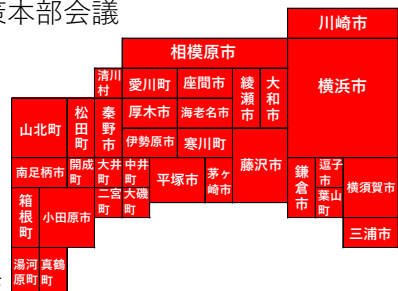 策本部会議
川崎市
相模原市
横浜市
清川村
愛川町
座間市
綾瀬市
大和市
山北町
松田町
秦野市
厚木市
海老名市
伊勢原市
寒川町
藤沢市
南足柄市
開成町
大井町
中井町
平塚市
茅ヶ崎市
鎌倉市
逗子市
葉山町
横須賀市
箱根町
小田原市
二宮町
大磯町
三浦市
湯河原町
真鶴町